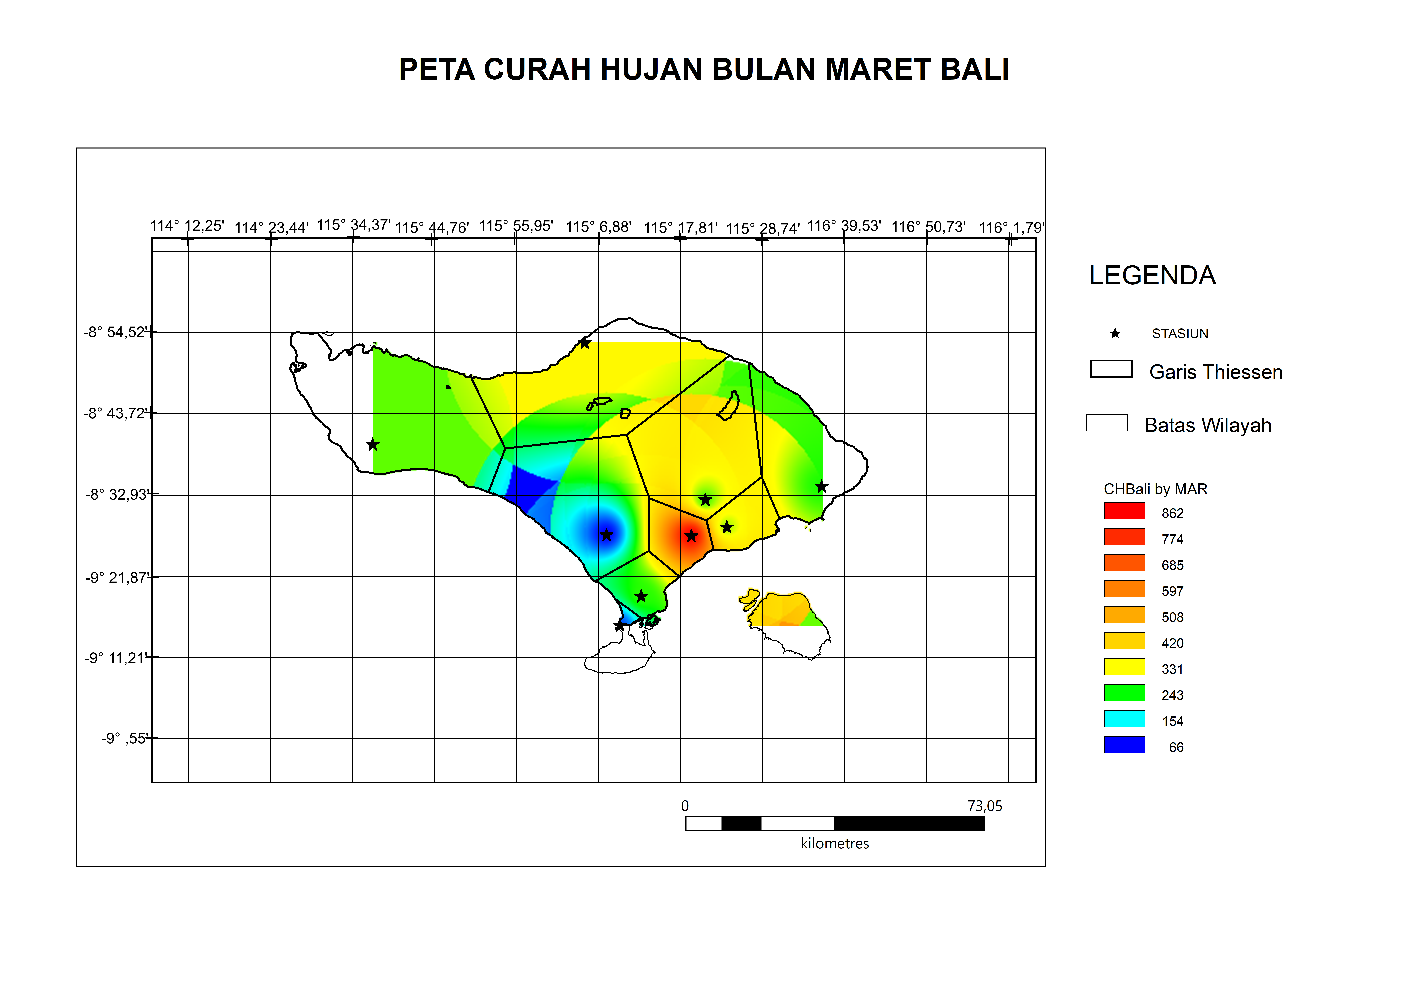 PETA CURAH HUJAN BULAN MARET BALI
114° 12,25' 114° 23,44' 115° 34,37' 115° 44,76' 115° 55,95' 115° 6,88' 115° 17,81' 115° 28,74' 116° 39,53' 116° 50,73' 116° 1,79'
-8° 54,52'
-8° 43,72'
-8° 32,93'
-9° 21,87'
-9° 11,21'
-9° ,55'
0 73,05
kilometres
LEGENDA
STASIUN
Garis Thiessen
Batas Wilayah
CHBali by MAR
862
774
685
597
508
420
331
243
154
66